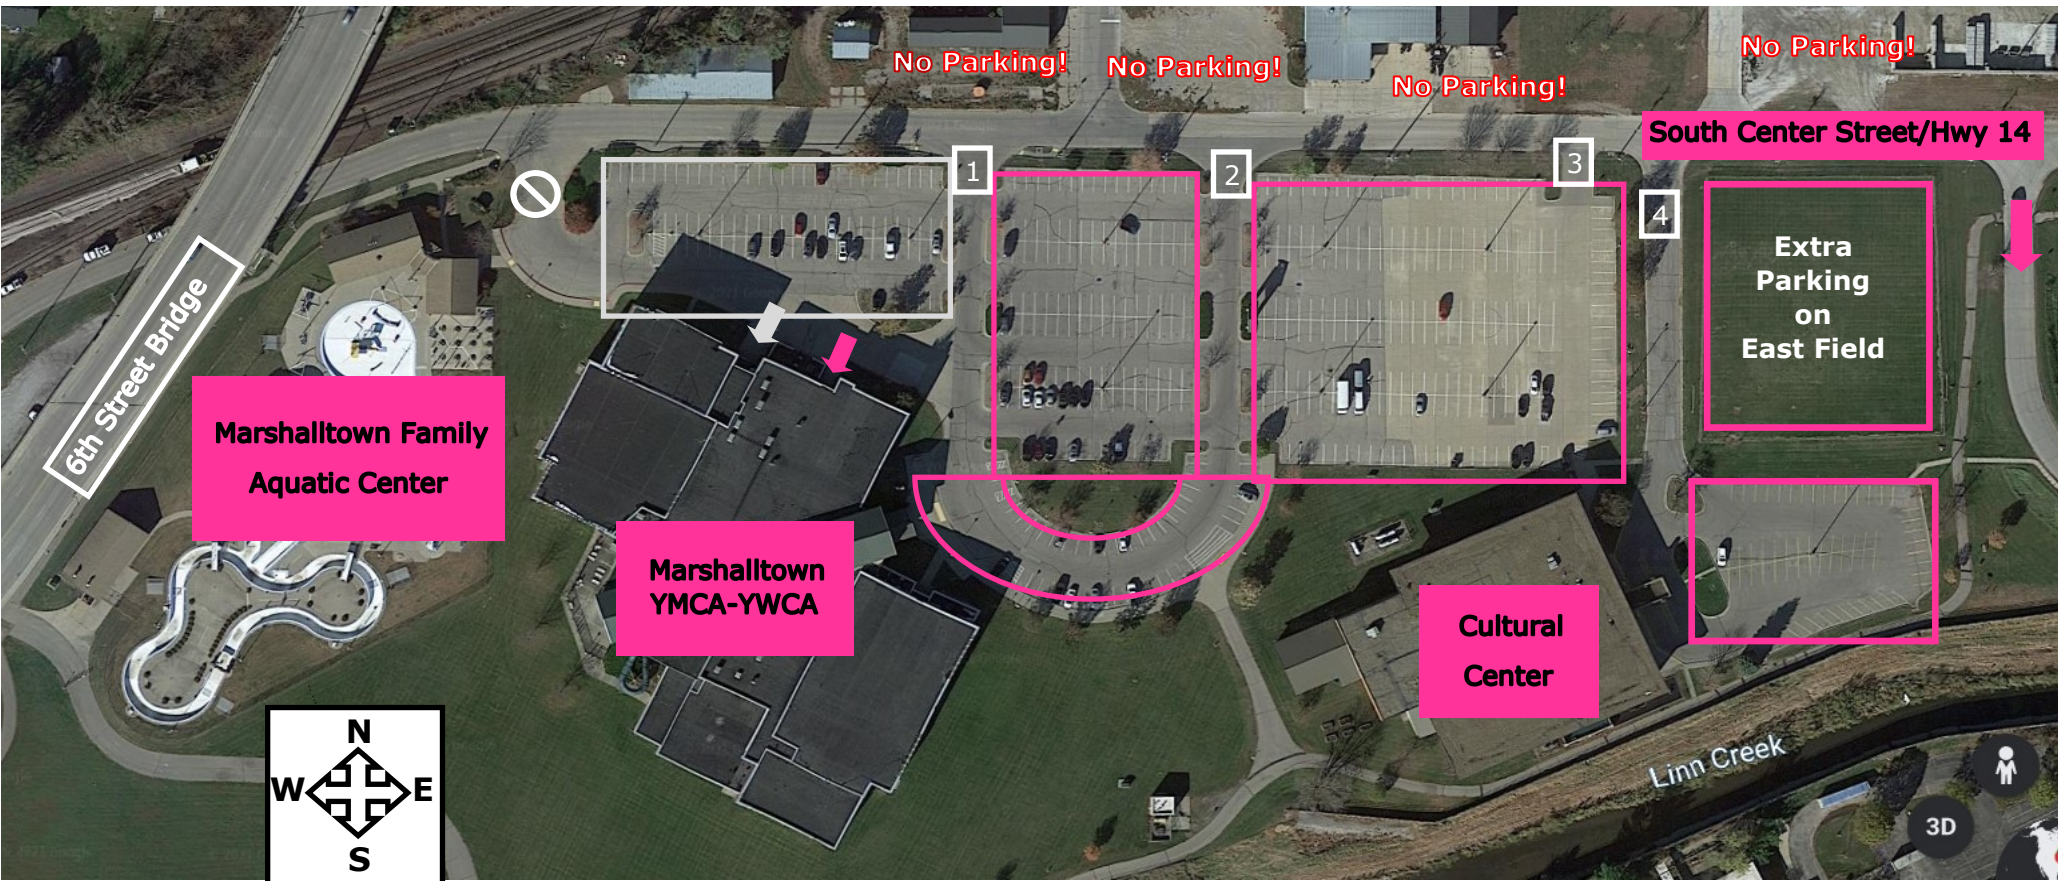 No Parking!
No Parking!
No Parking!
No Parking!
South Center Street/Hwy 14
1
2
3
4
Extra
Parking
on
East Field
6th Street Bridge
Marshalltown Family
Aquatic Center
Marshalltown
YMCA-YWCA
Cultural
Center
N
W
E
S
Linn Creek
3D